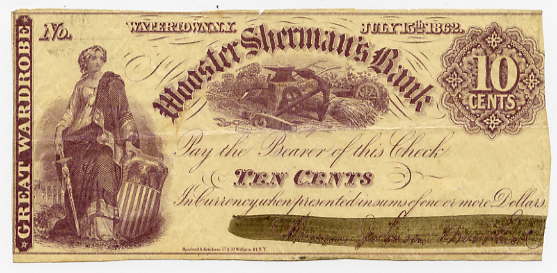 GREAT WARDROBE.
No.
WATERTOWN, N.Y. JULY 15th 1862.
Wooster Sherman's Bank
10
CENTS
Pay the Bearer of this Check
TEN CENTS
In Currency when presented in sums of one or more Dollars.